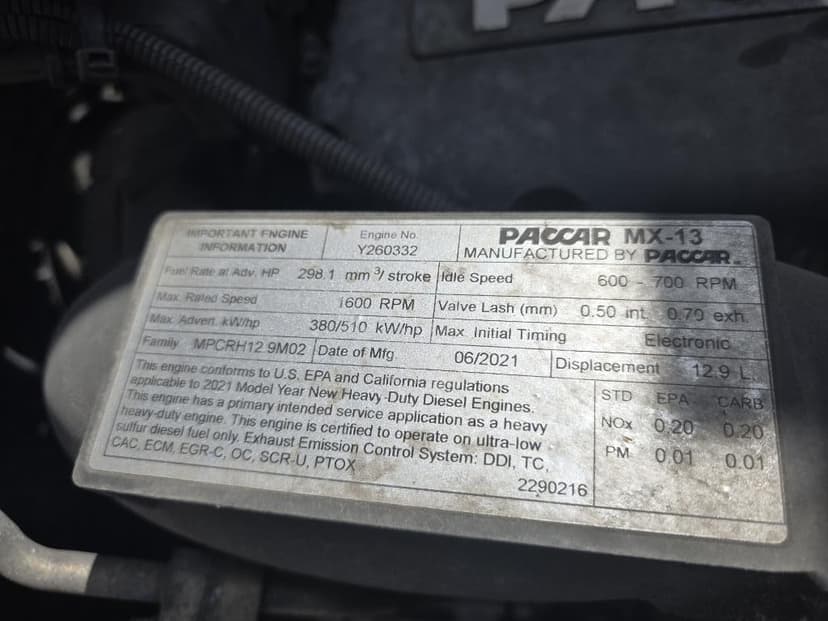 PACCAR
IMPORTANT ENGINE
INFORMATION
Engine No.
Y260332
PACCAR MX-13
MANUFACTURED BY PACCAR
Fuel Rate at Adv. HP 298.1 mm³/stroke
Idle Speed 600 - 700 RPM
Max. Rated Speed 1600 RPM
Valve Lash (mm) 0.50 int. 0.70 exh.
Max. Advert. kW/hp 380/510 kW/hp
Max. Initial Timing Electronic
Family MPCRH12.9M02
Date of Mfg 06/2021
Displacement 12.9 L.
This engine conforms to U.S. EPA and California regulations
applicable to 2021 Model Year New Heavy-Duty Diesel Engines.
This engine has a primary intended service application as a heavy
heavy-duty engine. This engine is certified to operate on ultra-low
sulfur diesel fuel only. Exhaust Emission Control System: DDI, TC,
CAC, ECM, EGR-C, OC, SCR-U, PTOX
2290216
STD EPA CARB
NOx 0.20 0.20
PM 0.01 0.01